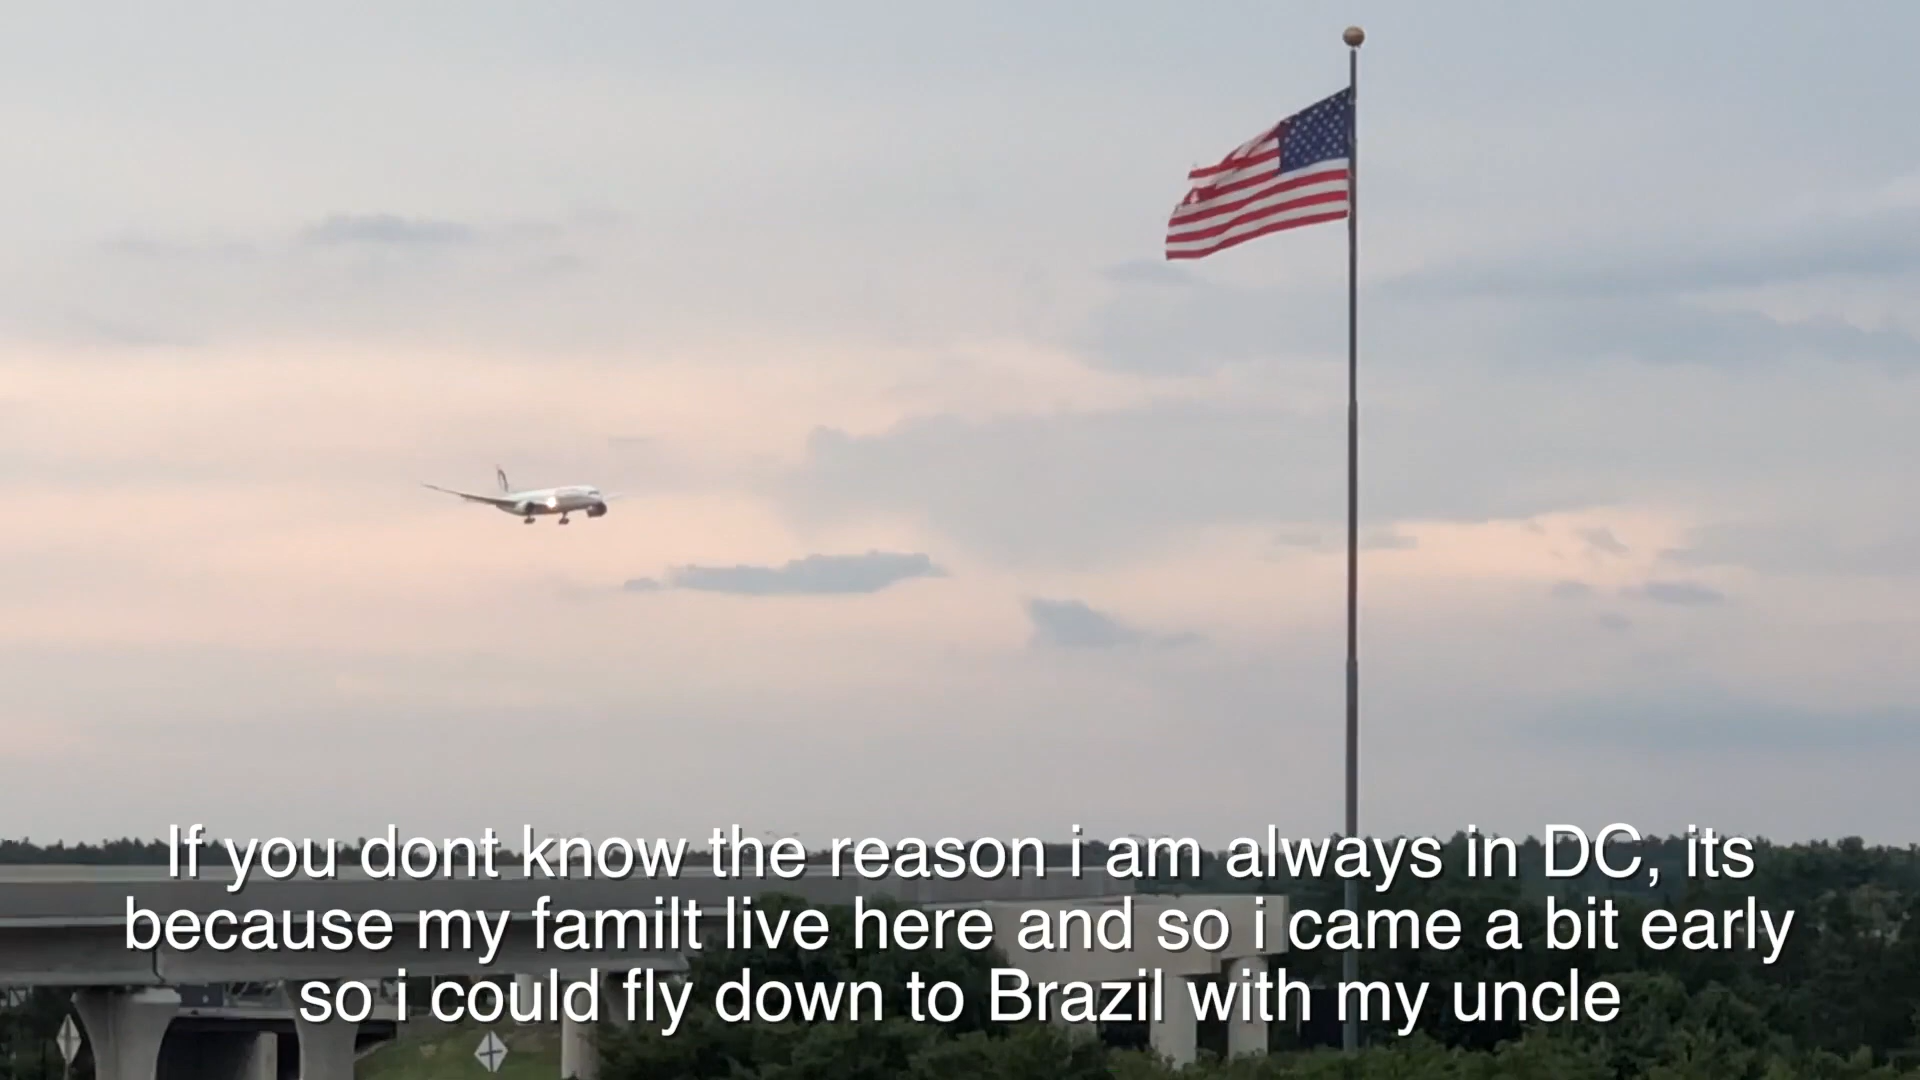 If you dont know the reason i am always in DC, its
because my familt live here and so i came a bit early
so i could fly down to Brazil with my uncle